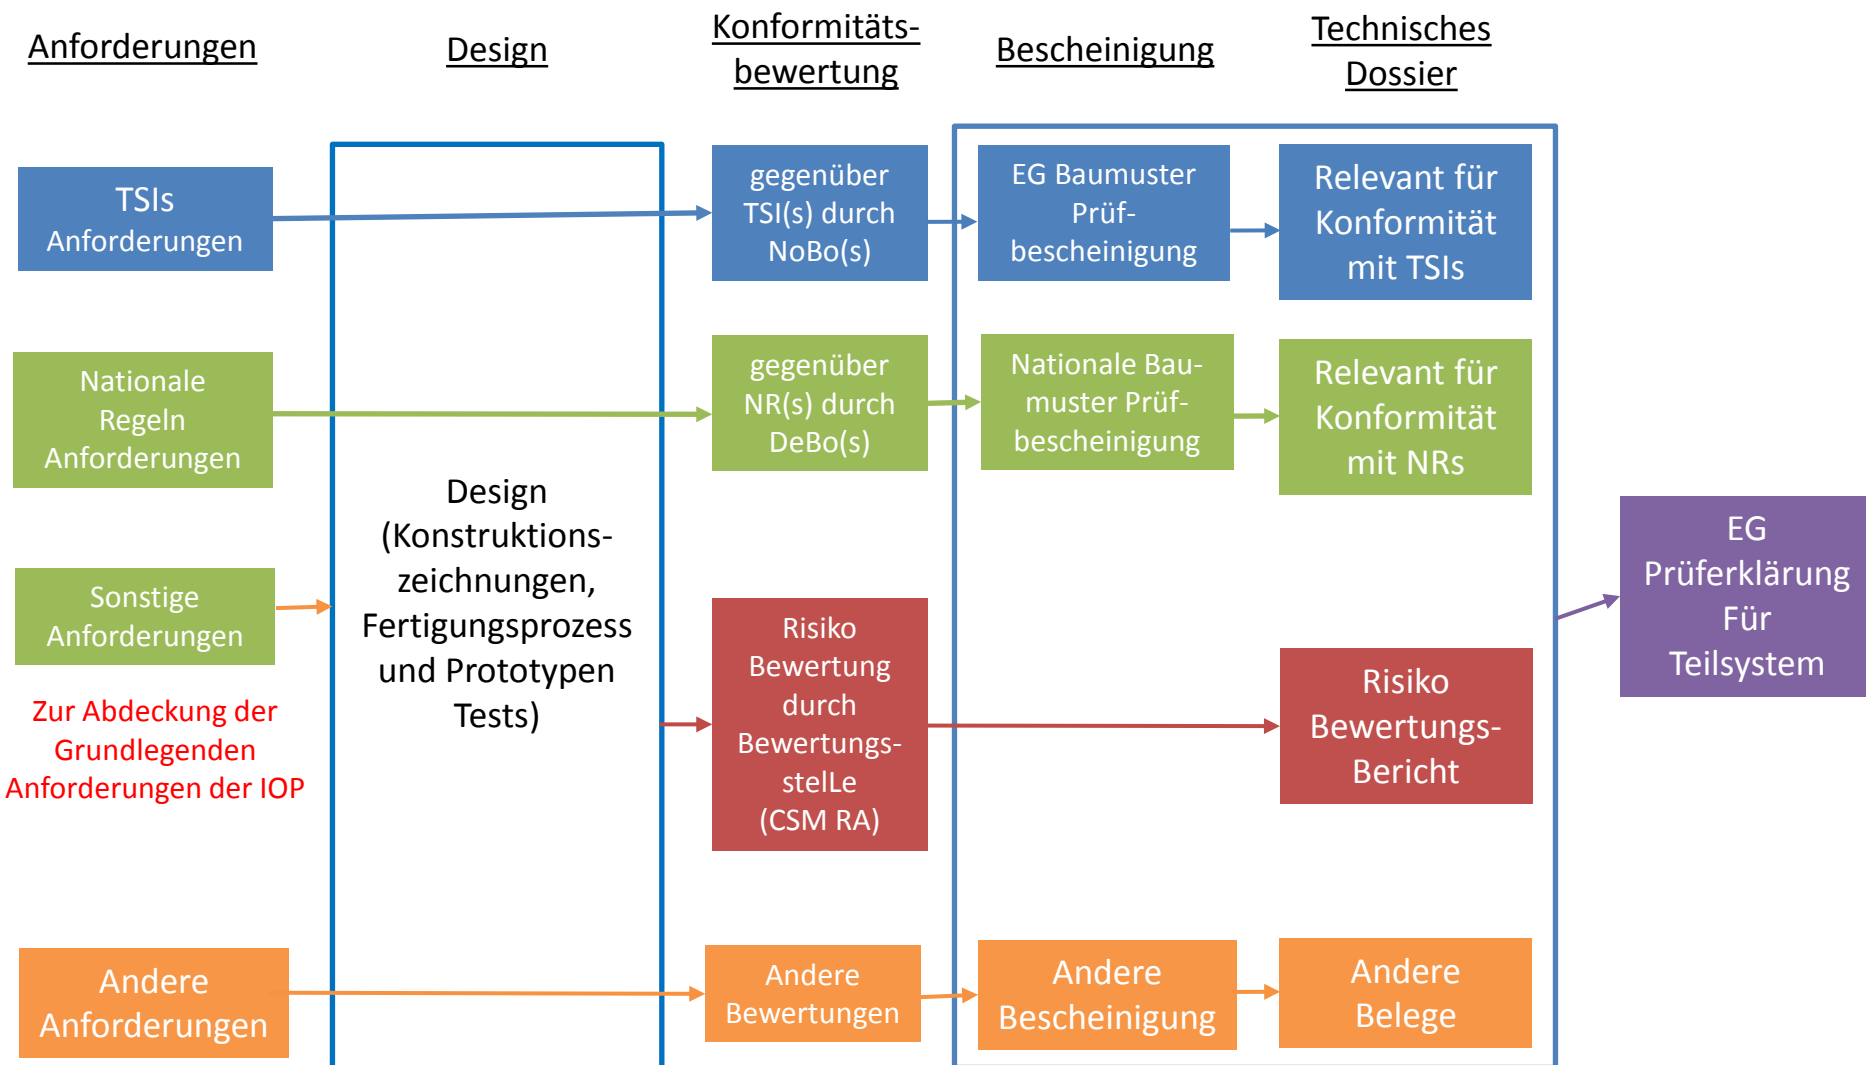 Anforderungen
Design
Konformitäts-
bewertung
Bescheinigung
Technisches
Dossier
TSIs
Anforderungen
gegenüber
TSI(s) durch
NoBo(s)
EG Baumuster
Prüf-
bescheinigung
Relevant für
Konformität
mit TSIs
Nationale
Regeln
Anforderungen
gegenüber
NR(s) durch
DeBo(s)
Nationale Bau-
muster Prüf-
bescheinigung
Relevant für
Konformität
mit NRs
Sonstige
Anforderungen
Zur Abdeckung der
Grundlegenden
Anforderungen der IOP
Design
(Konstruktions-
zeichnungen,
Fertigungsprozess
und Prototypen
Tests)
Risiko
Bewertung
durch
Bewertungs-
stelLe
(CSM RA)
Risiko
Bewertungs-
Bericht
EG
Prüferklärung
Für
Teilsystem
Andere
Anforderungen
Andere
Bewertungen
Andere
Bescheinigung
Andere
Belege